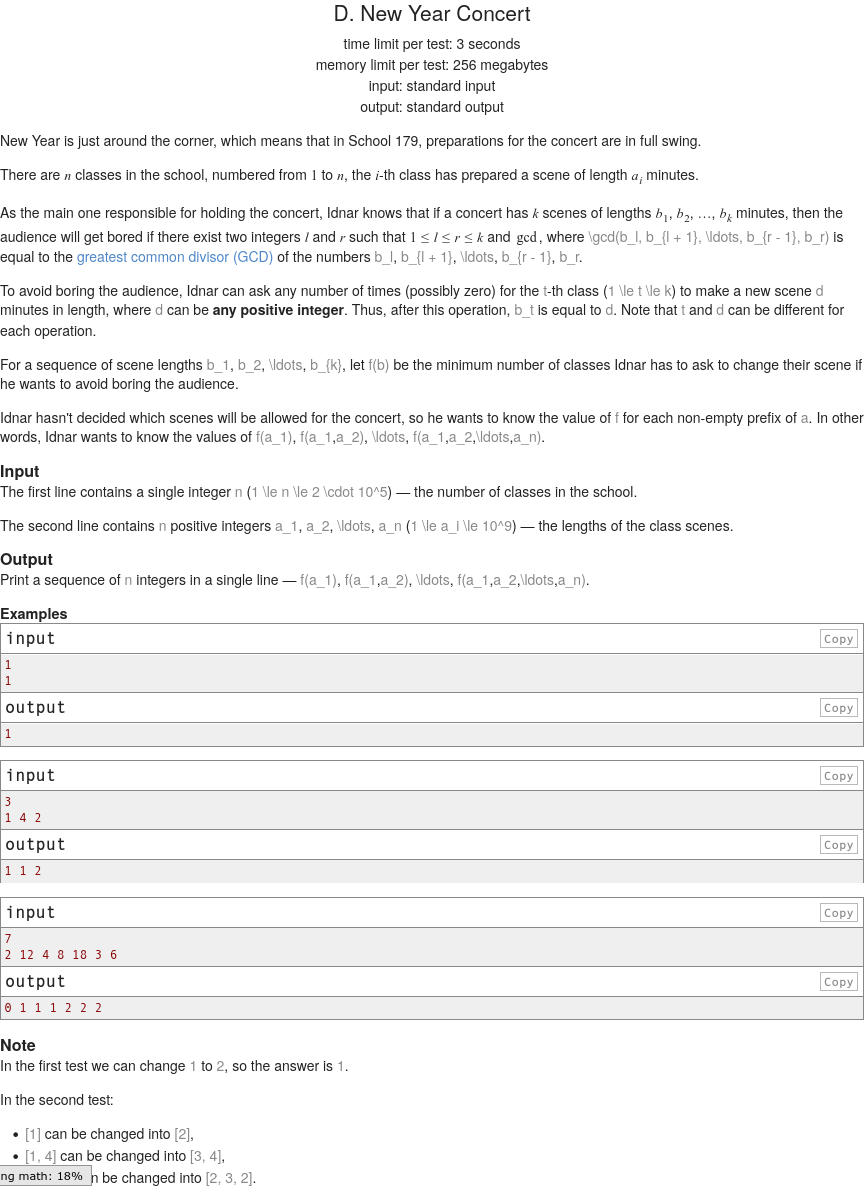 D. New Year Concert
time limit per test: 3 seconds
memory limit per test: 256 megabytes
input: standard input
output: standard output
New Year is just around the corner, which means that in School 179, preparations for the concert are in full swing.
There are n classes in the school, numbered from 1 to n, the i-th class has prepared a scene of length a_i minutes.
As the main one responsible for holding the concert, Idnar knows that if a concert has k scenes of lengths b_1, b_2, …, b_k minutes, then the
audience will get bored if there exist two integers l and r such that 1 ≤ l ≤ r ≤ k and gcd, where \gcd(b_l, b_{l + 1}, \ldots, b_{r - 1}, b_r) is
equal to the greatest common divisor (GCD) of the numbers b_l, b_{l + 1}, \ldots, b_{r - 1}, b_r.
To avoid boring the audience, Idnar can ask any number of times (possibly zero) for the t-th class (1 \le t \le k) to make a new scene d
minutes in length, where d can be any positive integer. Thus, after this operation, b_t is equal to d. Note that t and d can be different for
each operation.
For a sequence of scene lengths b_1, b_2, \ldots, b_{k}, let f(b) be the minimum number of classes Idnar has to ask to change their scene if
he wants to avoid boring the audience.
Idnar hasn't decided which scenes will be allowed for the concert, so he wants to know the value of f for each non-empty prefix of a. In other
words, Idnar wants to know the values of f(a_1), f(a_1,a_2), \ldots, f(a_1,a_2,\ldots,a_n).
Input
The first line contains a single integer n (1 \le n \le 2 \cdot 10^5) — the number of classes in the school.
The second line contains n positive integers a_1, a_2, \ldots, a_n (1 \le a_i \le 10^9) — the lengths of the class scenes.
Output
Print a sequence of n integers in a single line — f(a_1), f(a_1,a_2), \ldots, f(a_1,a_2,\ldots,a_n).
Examples
input
Copy
1
1
output
Copy
1
input
Copy
3
1 4 2
output
Copy
1 1 2
input
Copy
7
2 12 4 8 18 3 6
output
Copy
0 1 1 1 2 2 2
Note
In the first test we can change 1 to 2, so the answer is 1.
In the second test:
• [1] can be changed into [2],
• [1, 4] can be changed into [3, 4],
ng math: 18% n be changed into [2, 3, 2].